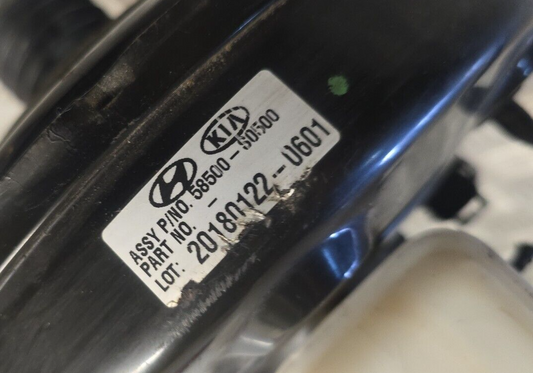 KIA
ASSY P/NO. 58500-S0500
PART NO. -
LOT: 20180122-U601